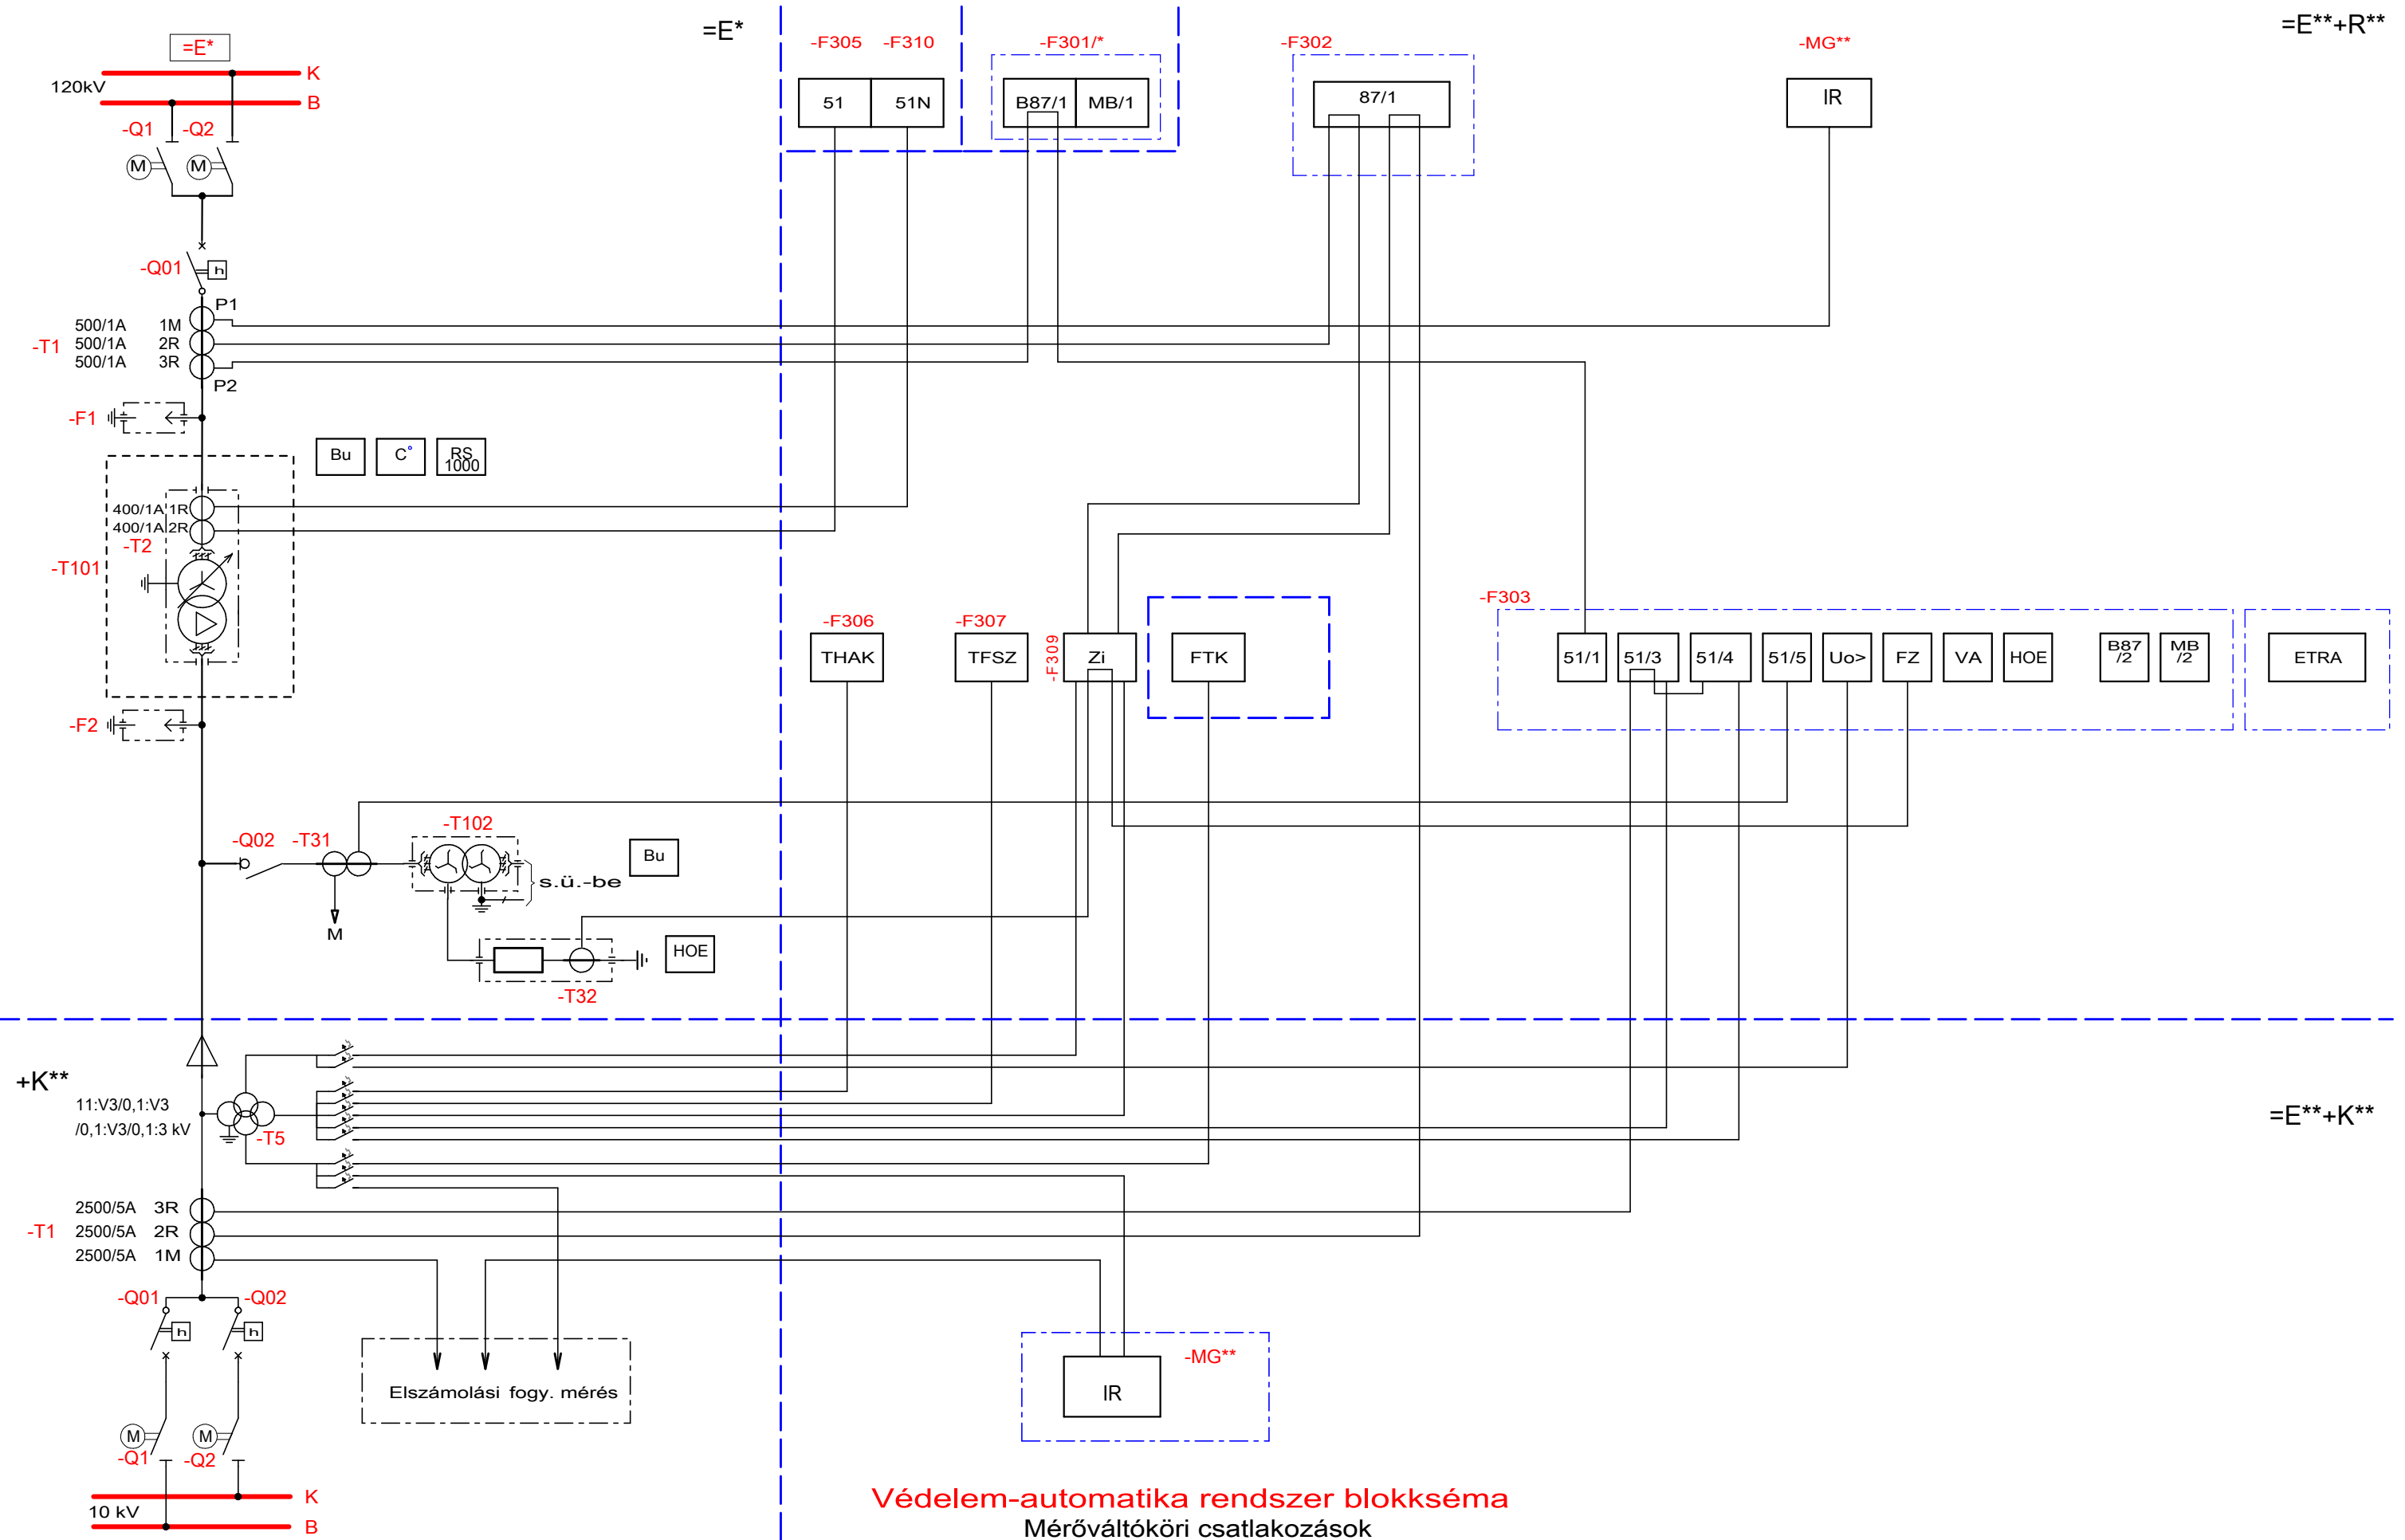 =E*
=E*
=E**+R**
-F305
-F310
-F301/*
-F302
-MG**
K
120kV
B
51
51N
B87/1
MB/1
87/1
IR
-Q1
-Q2
M
M
-Q01
h
P1
500/1A
1M
-T1
500/1A
2R
500/1A
3R
P2
-F1
Bu
C°
RS
1000
400/1A
1R
400/1A
2R
-T2
-T101
-F303
-F306
-F307
-F309
THAK
TFSZ
Zi
FTK
51/1
51/3
51/4
51/5
Uo>
FZ
VA
HOE
B87
/2
MB
/2
ETRA
-F2
-Q02
-T31
-T102
Bu
s.ü.-be
M
HOE
-T32
+K**
11:V3/0,1:V3
/0,1:V3/0,1:3 kV
-T5
=E**+K**
2500/5A
3R
-T1
2500/5A
2R
2500/5A
1M
-Q01
-Q02
h
h
Elszámolási fogy. mérés
-MG**
IR
M
M
-Q1
-Q2
K
10 kV
B
Védelem-automatika rendszer blokkséma
Mérőváltóköri csatlakozások